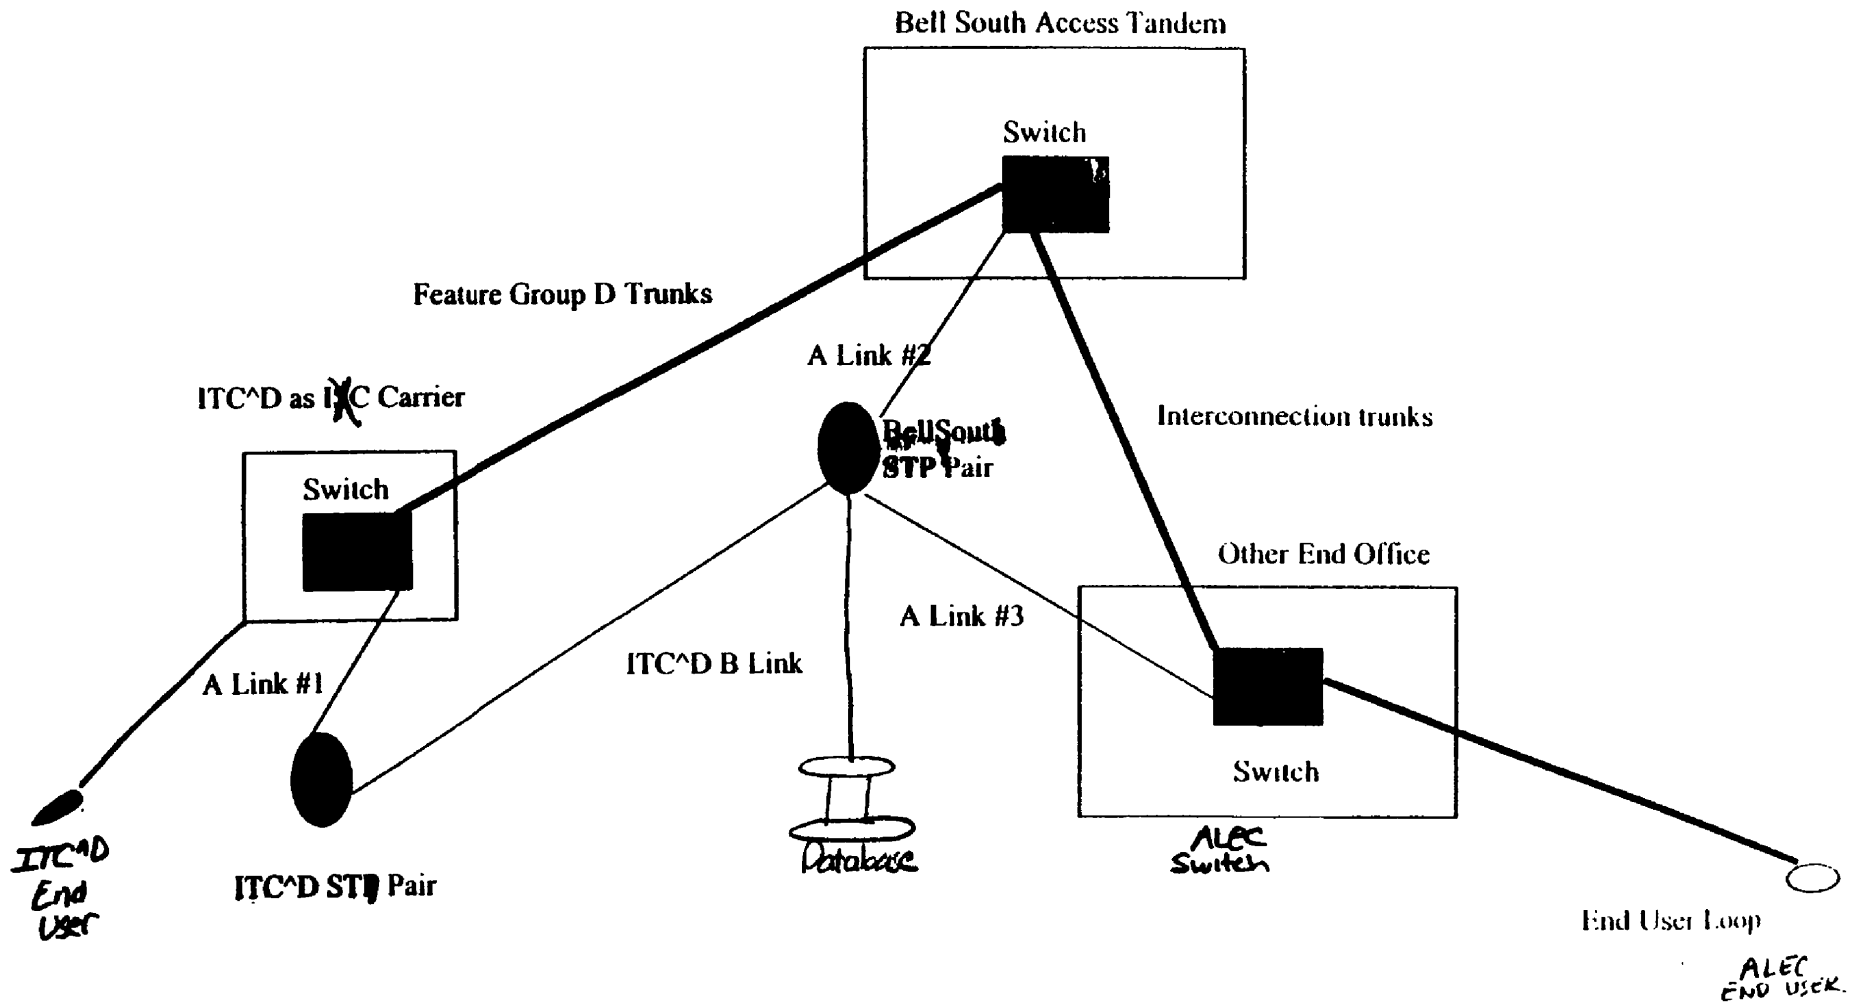 Bell South Access Tandem
Switch
Feature Group D Trunks
A Link #2
ITC^D as IXC Carrier
Interconnection trunks
BellSouth
STP Pair
Switch
Other End Office
A Link #3
ITC^D B Link
A Link #1
Switch
ITC^D
End
User
ITC^D STP Pair
Database
ALEC
Switch
End User Loop
ALEC
END USER.